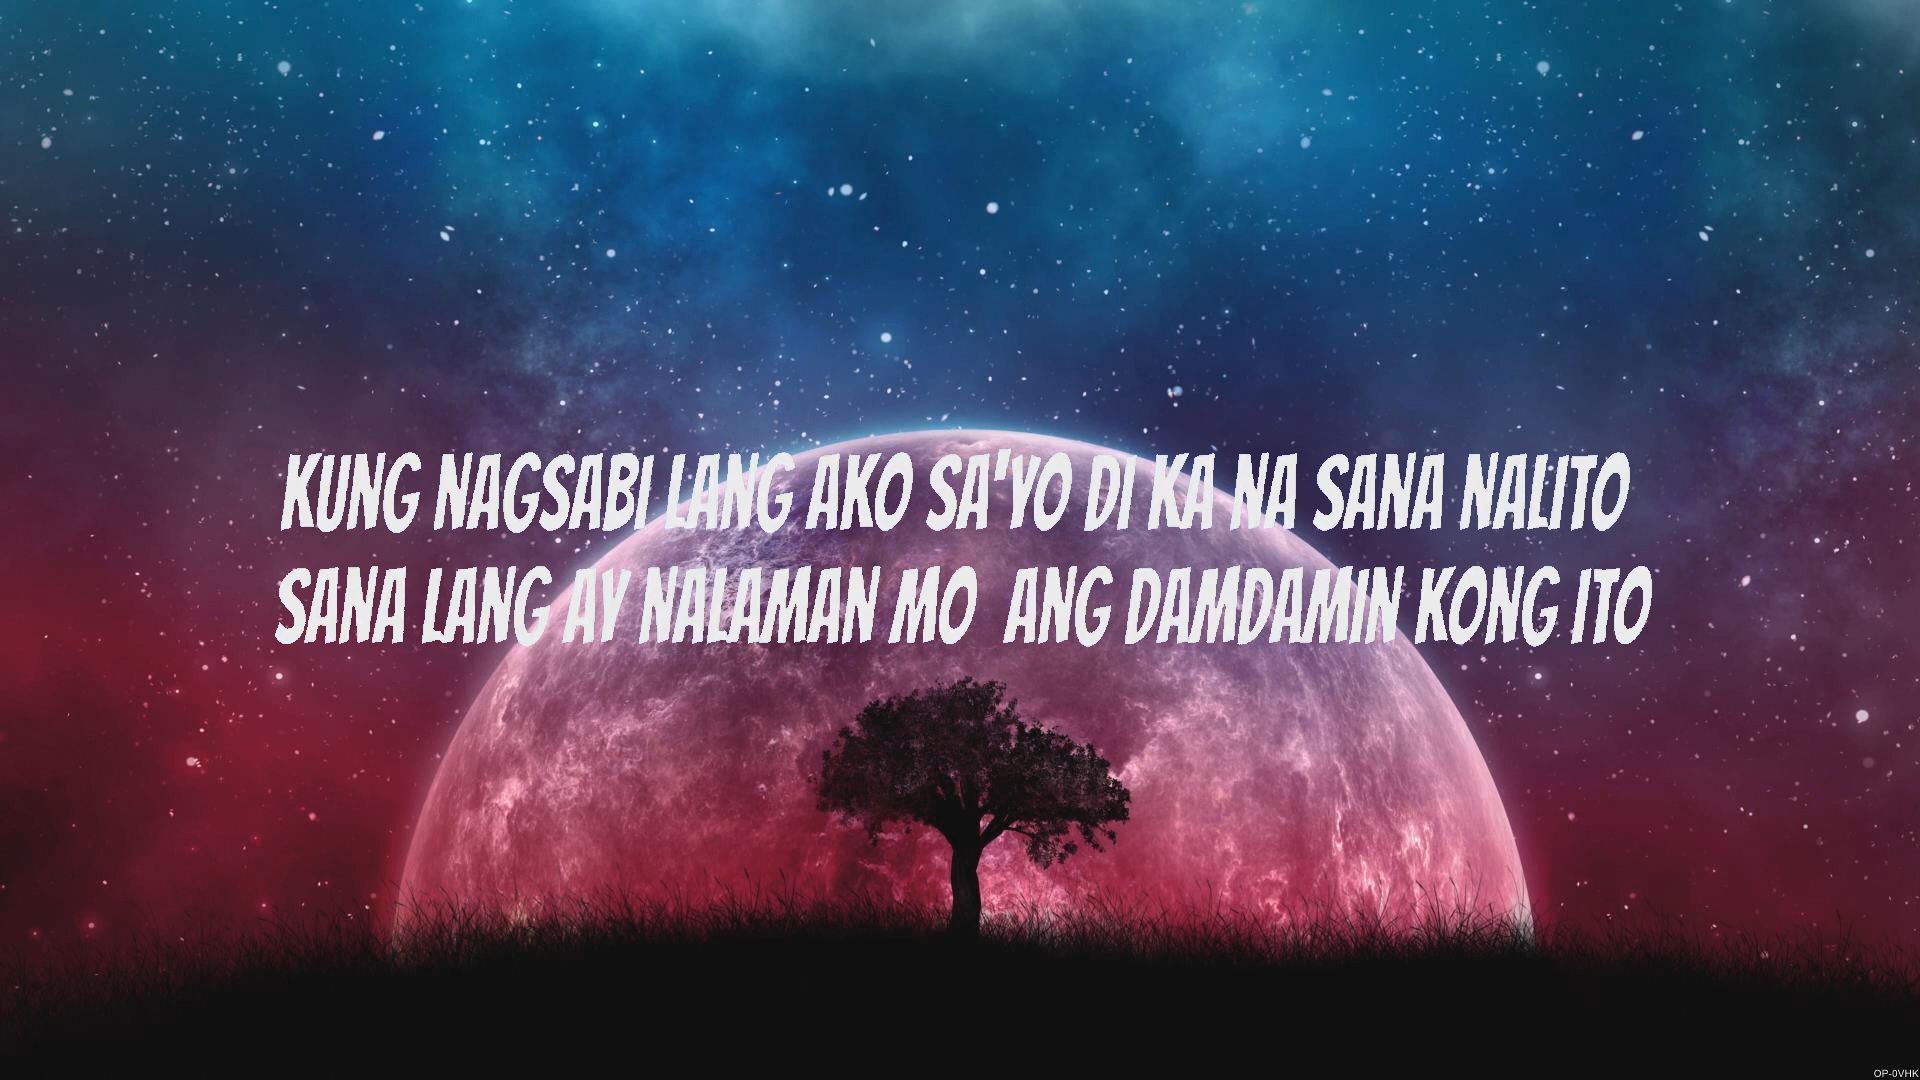 KUNG NAGSABI LANG AKO SA'YO DI KA NA SANA NALITO
SANA LANG AY NALAMAN MO  ANG DAMDAMIN KONG ITO
OP-0VHK